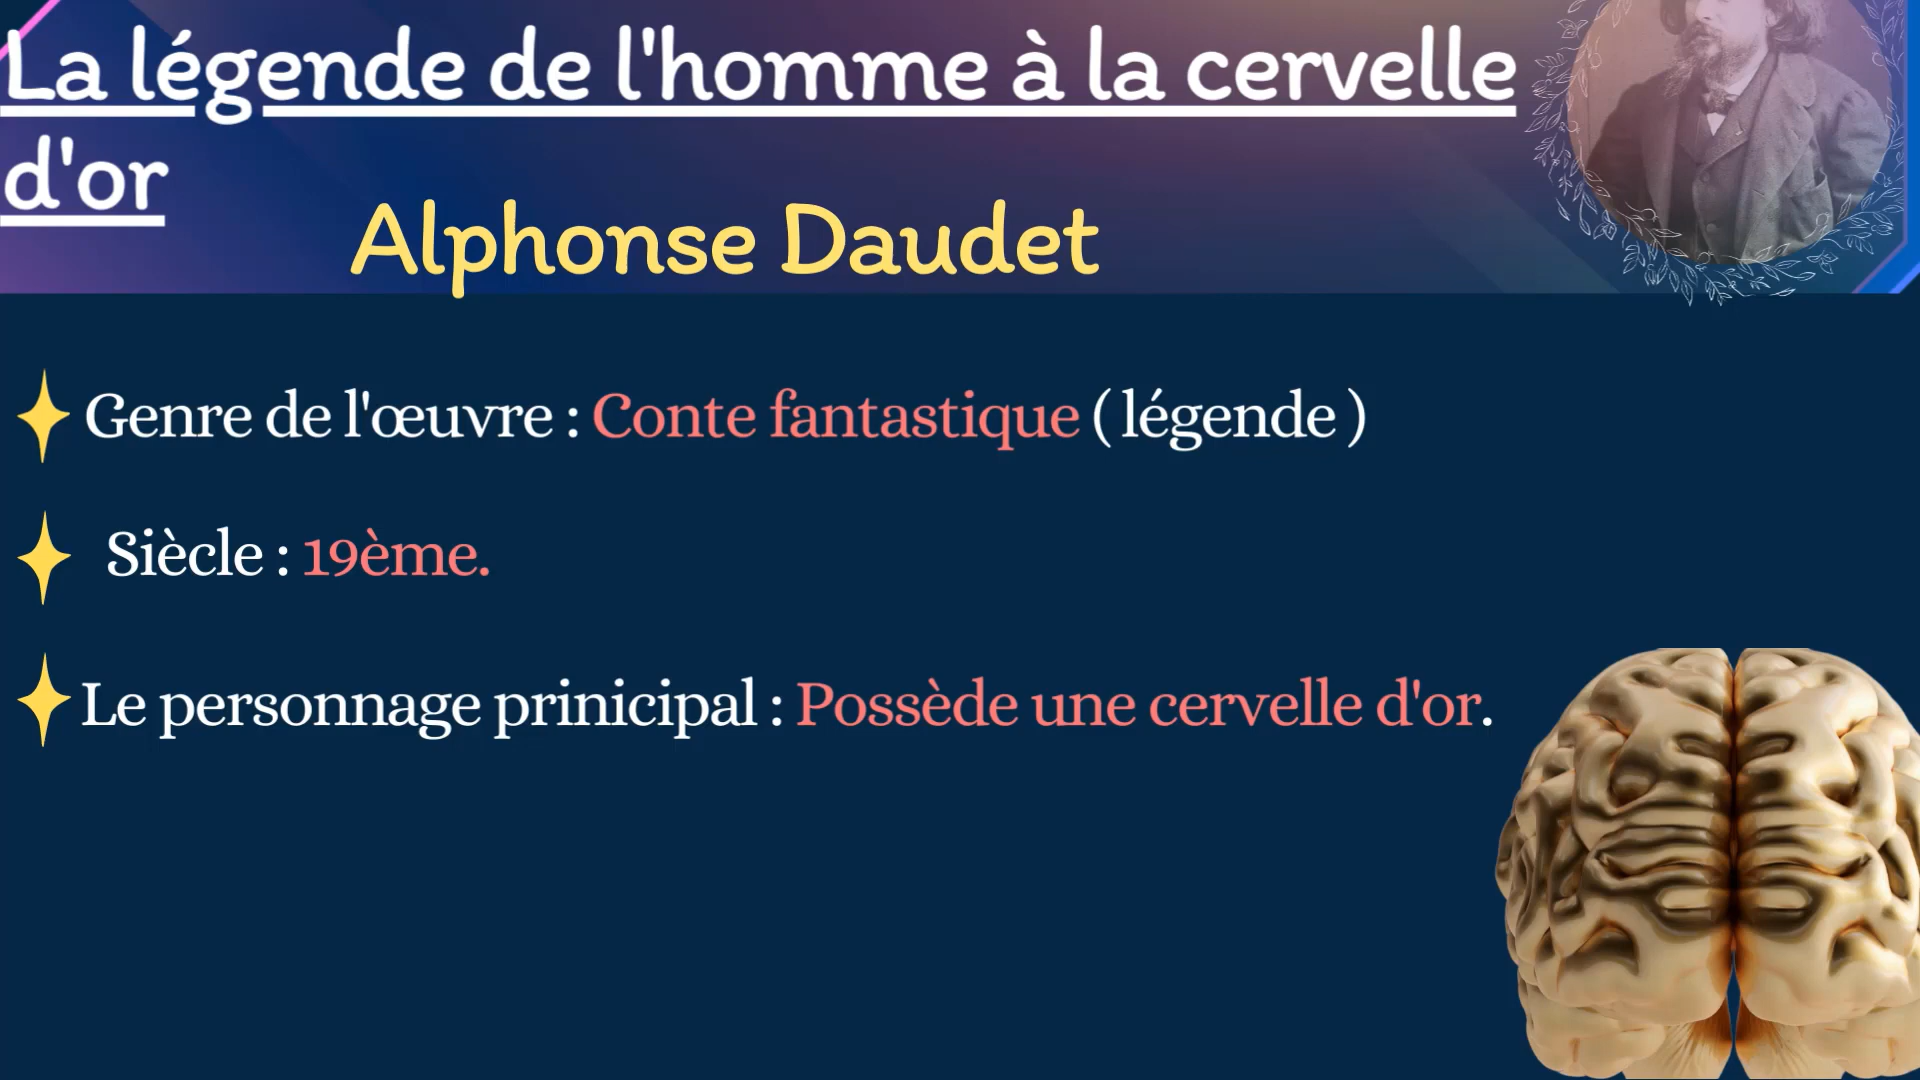 La légende de l'homme à la cervelle
d'or
Alphonse Daudet
Genre de l'œuvre : Conte fantastique ( légende )
Siècle : 19ème.
Le personnage prinicipal : Possède une cervelle d'or.